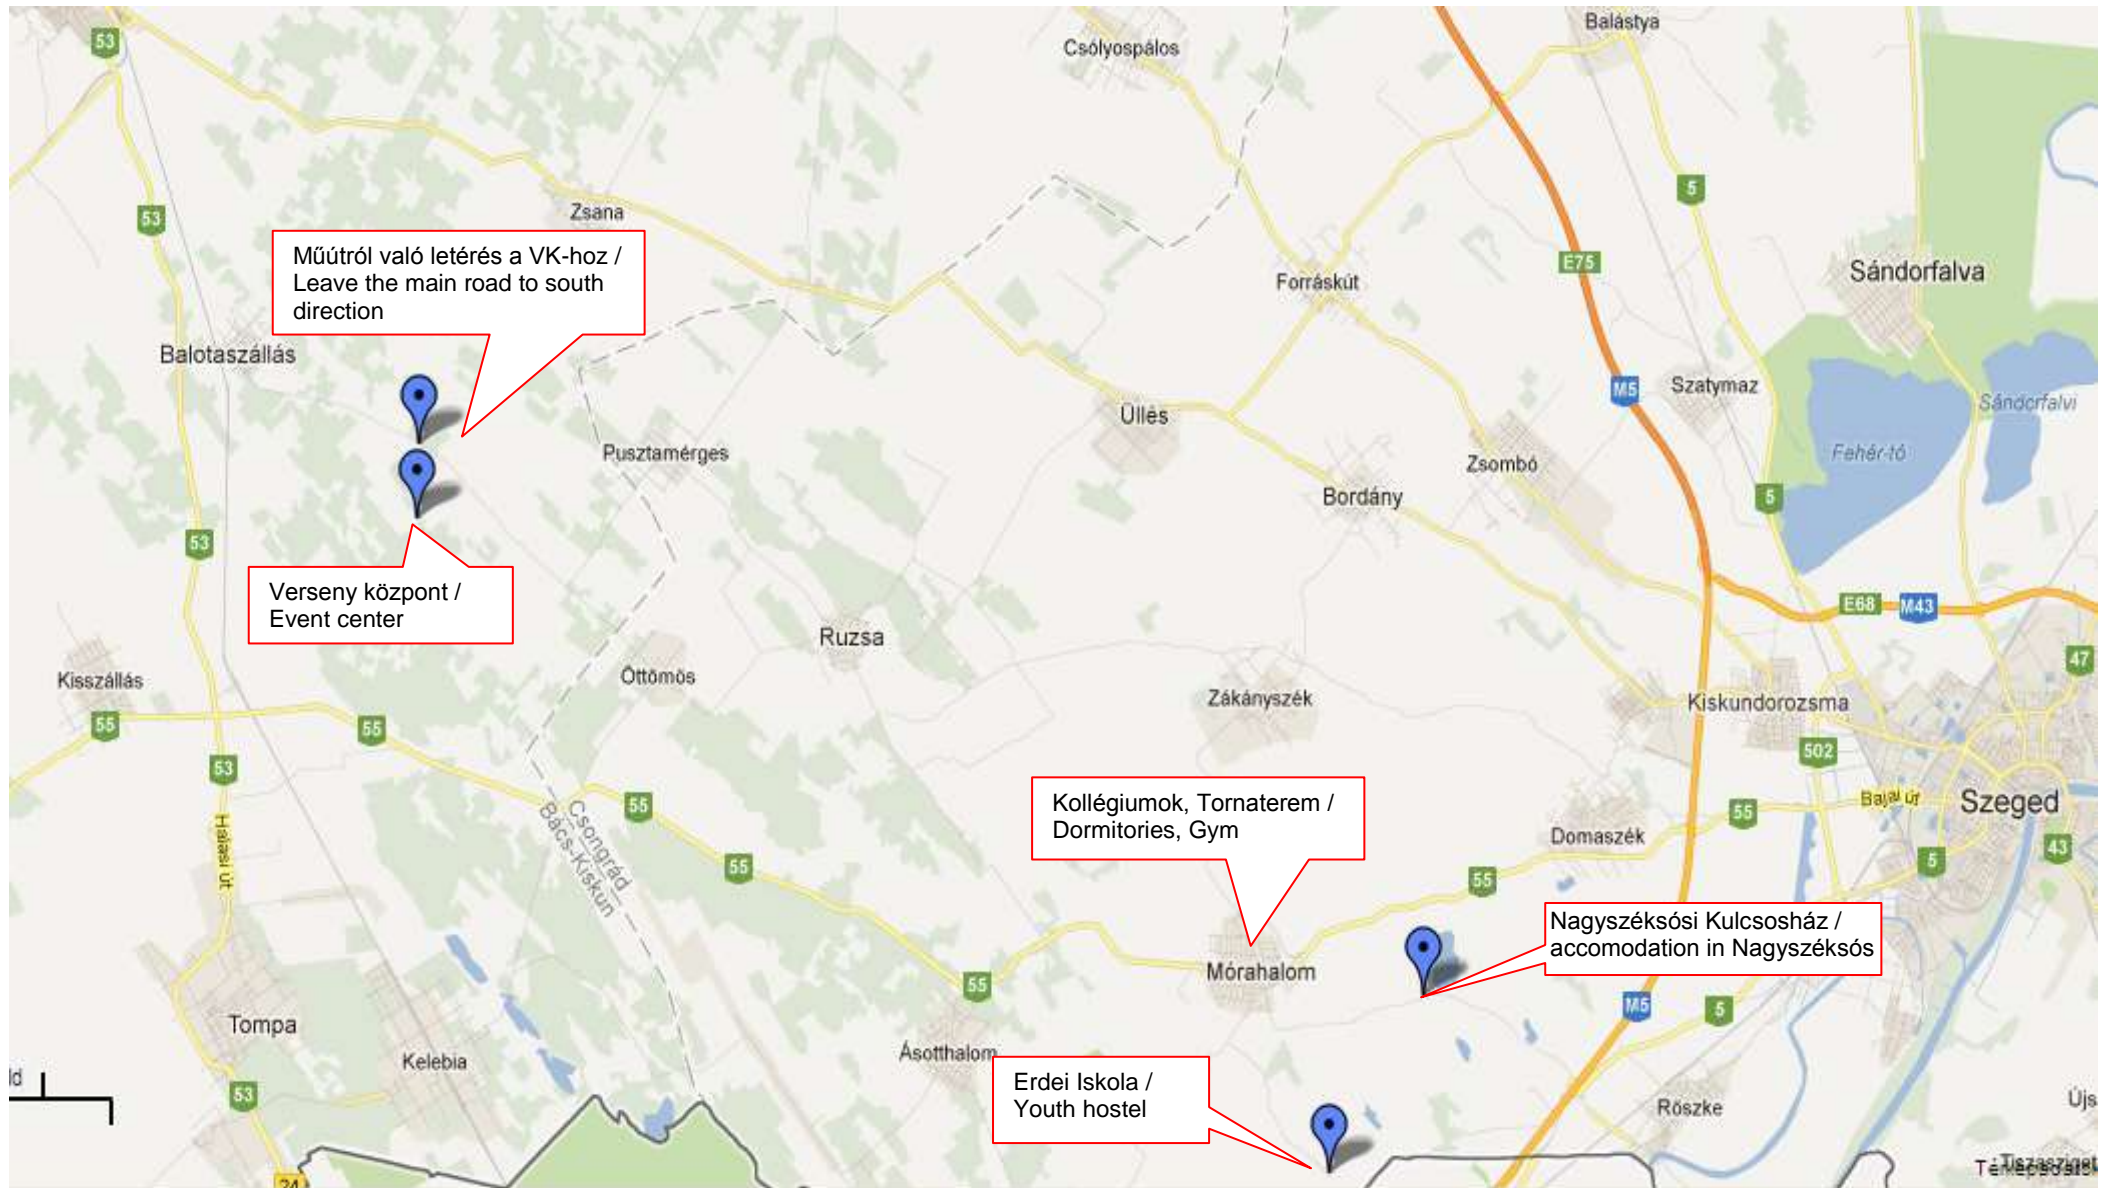 53
Csólyospálos
Balástya
53
Zsana
5
Műútról való letérés a VK-hoz /
Leave the main road to south
direction
E75
Sándorfalva
Forráskút
Balotaszállás
M5
Szatymaz
Sándorfalvi
Üllés
Pusztamérges
Zsombó
Fehér-tó
Bordány
5
53
Verseny központ /
Event center
E68
M43
Ruzsa
47
Kisszállás
Öttömös
Zákányszék
Kiskundorozsma
55
55
53
502
Kollégiumok, Tornaterem /
Dormitories, Gym
55
55
Bajai út
Szeged
Csongrád
Bács-Kiskun
Halasi út
Domaszék
43
55
55
5
Nagyszéksósi Kulcsosház /
accomodation in Nagyszéksós
Mórahalom
55
M5
5
Tompa
Ásotthalom
Kelebia
Erdei Iskola /
Youth hostel
53
Röszke
Újs
24